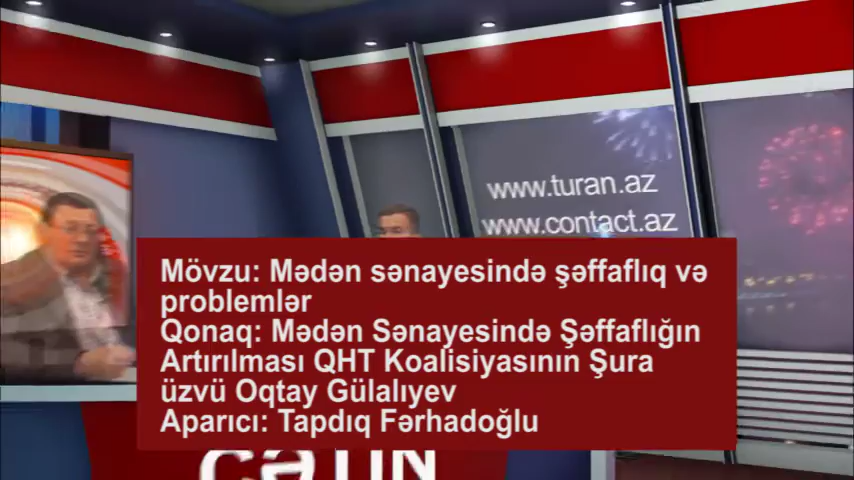 www.turan.az
www.contact.az
Mövzu: Mədən sənayesində şəffaflıq və
problemlər
Qonaq: Mədən Sənayesində Şəffaflığın
Artırılması QHT Koalisiyasının Şura
üzvü Oqtay Gülalıyev
Aparıcı: Tapdıq Fərhadoğlu
ÇƏTİN